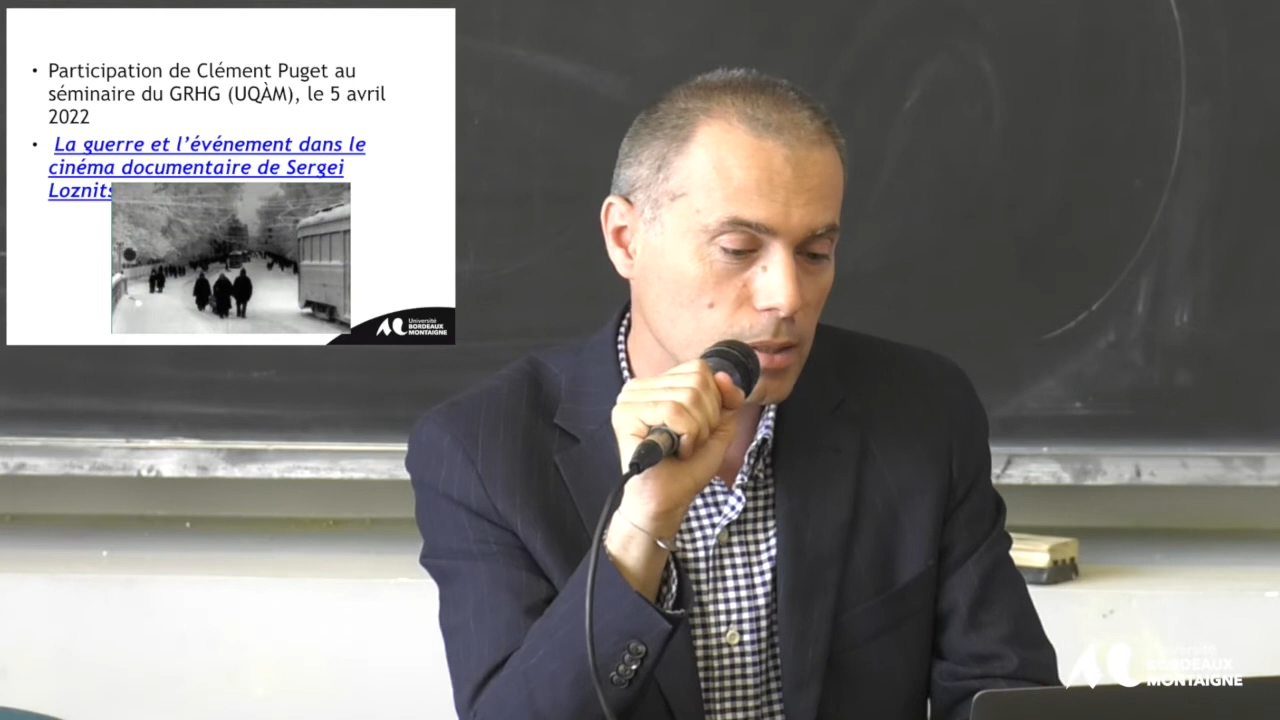 • Participation de Clément Puget au
séminaire du GRHG (UQÀM), le 5 avril
2022
• La guerre et l'événement dans le
cinéma documentaire de Sergei
Université
BORDEAUX
MONTAIGNE
Université
BORDEAUX
MONTAIGNE